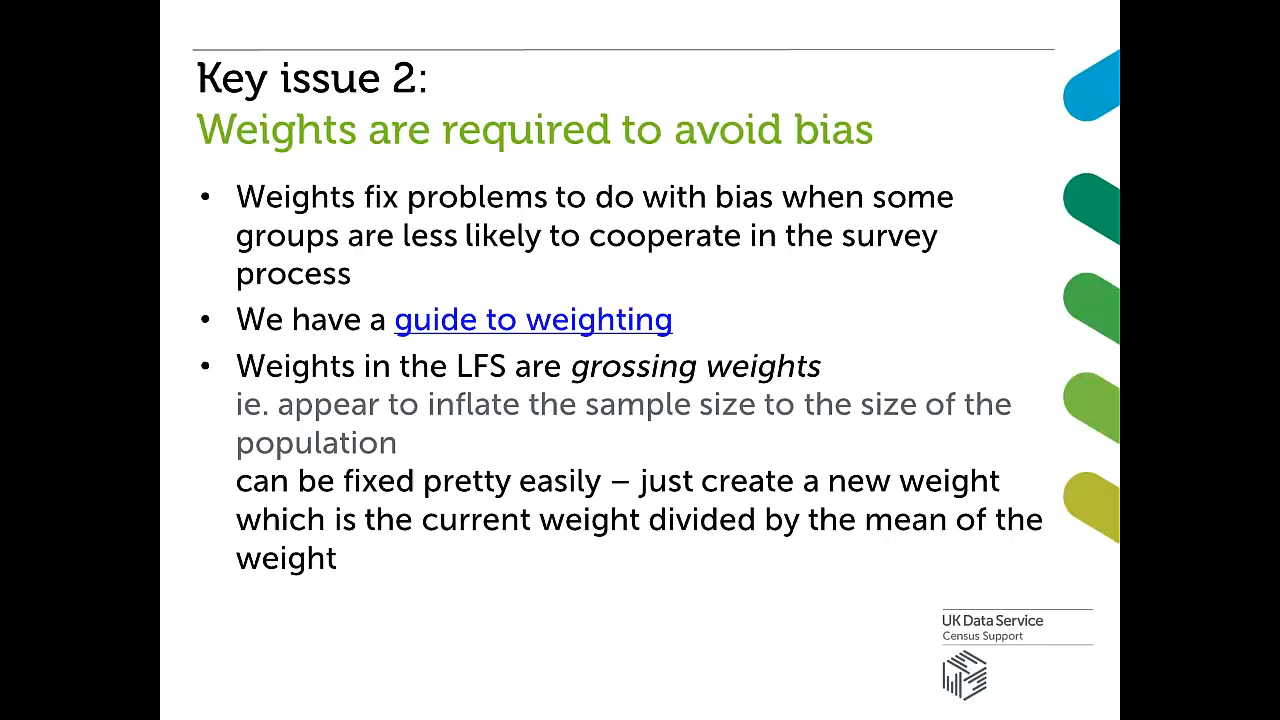 Key issue 2:
Weights are required to avoid bias
• Weights fix problems to do with bias when some
groups are less likely to cooperate in the survey
process
• We have a guide to weighting
• Weights in the LFS are grossing weights
ie. appear to inflate the sample size to the size of the
population
can be fixed pretty easily – just create a new weight
which is the current weight divided by the mean of the
weight
UK Data Service
Census Support